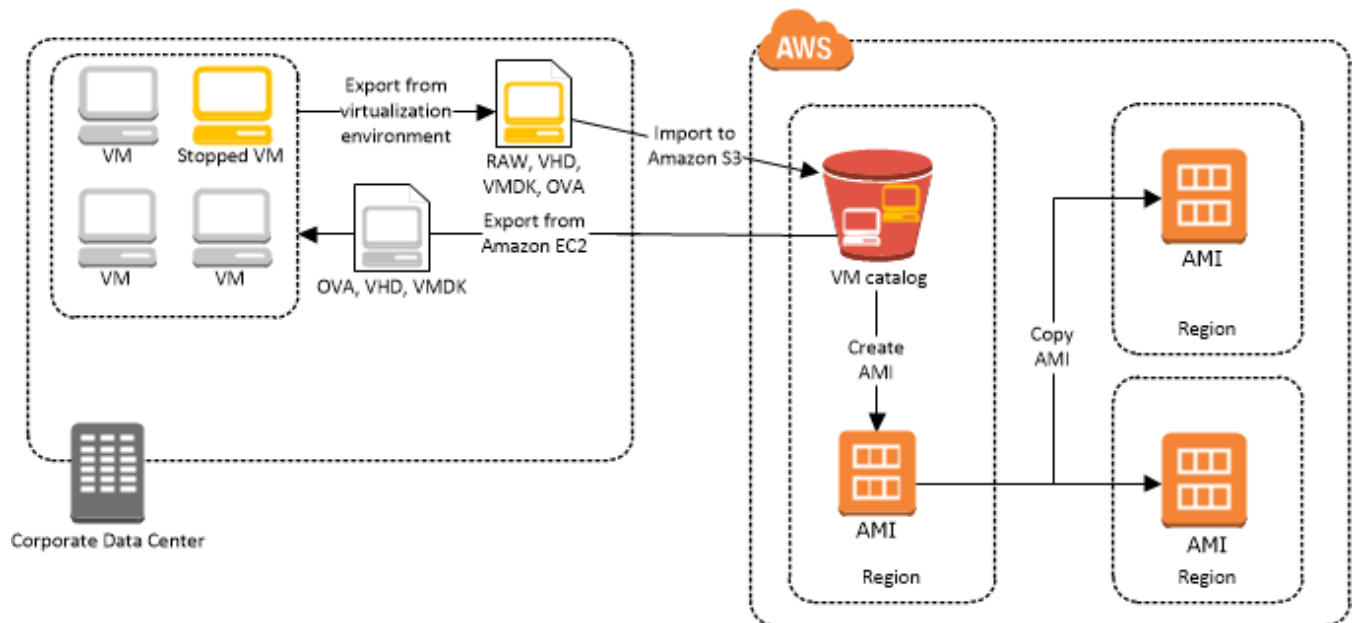 AWS
VM
Stopped VM
Export from
virtualization
environment
RAW, VHD,
VMDK, OVA
Import to
Amazon S3
VM
VM
OVA, VHD, VMDK
Export from
Amazon EC2
VM catalog
Create
AMI
AMI
Region
Copy
AMI
AMI
Region
AMI
Region
Corporate Data Center